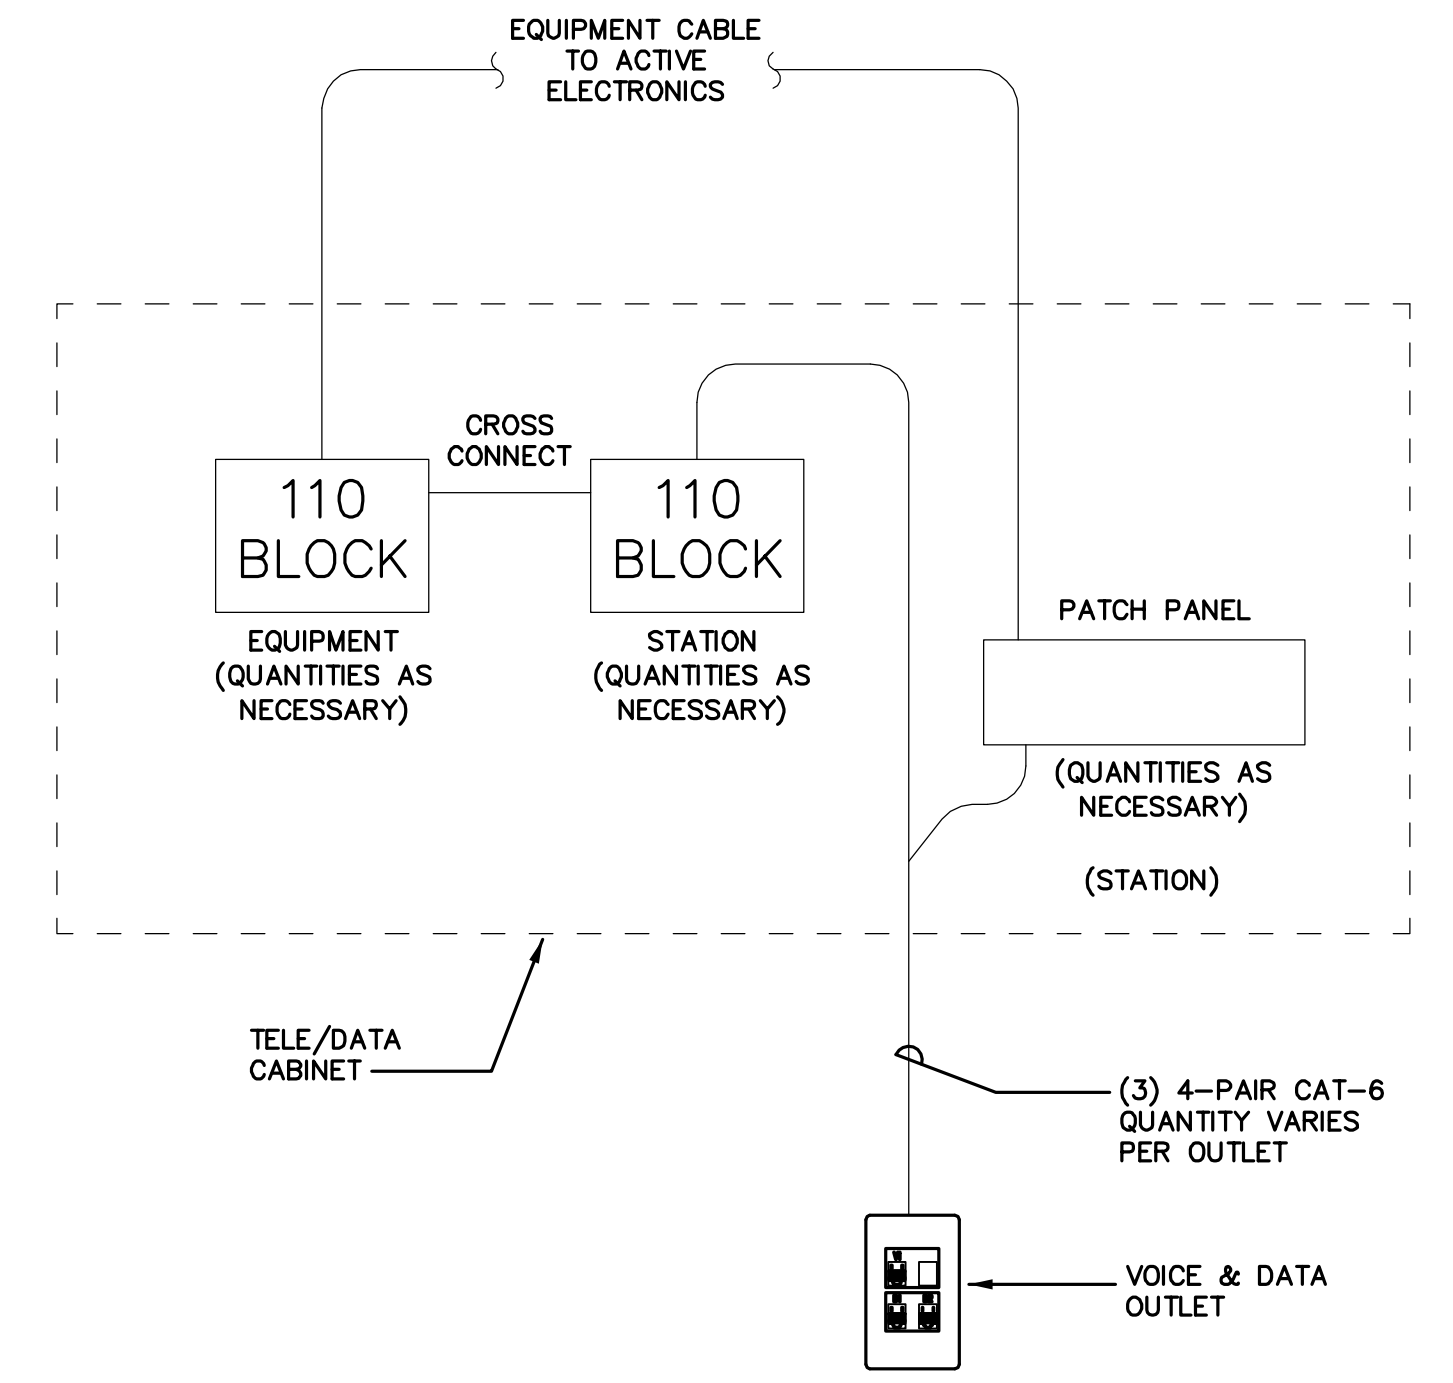 EQUIPMENT CABLE
TO ACTIVE
ELECTRONICS
CROSS
CONNECT
110
BLOCK
110
BLOCK
EQUIPMENT
(QUANTITIES AS
NECESSARY)
STATION
(QUANTITIES AS
NECESSARY)
PATCH PANEL
(QUANTITIES AS
NECESSARY)
(STATION)
TELE/DATA
CABINET
(3) 4-PAIR CAT-6
QUANTITY VARIES
PER OUTLET
VOICE & DATA
OUTLET